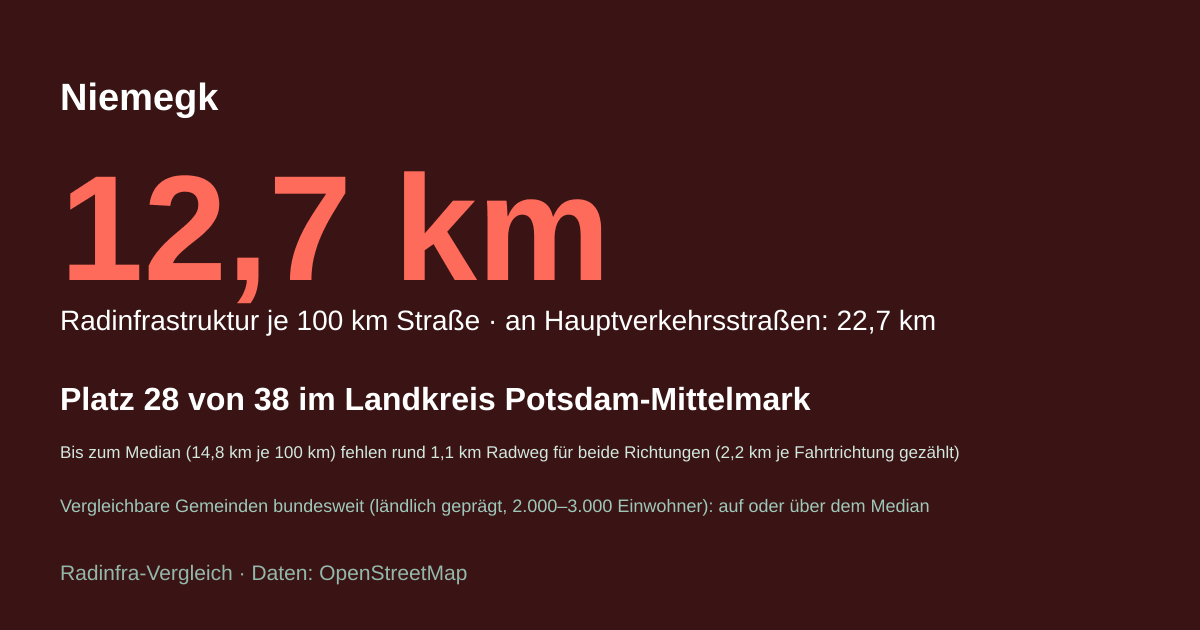 Niemegk
12,7 km
Radinfrastruktur je 100 km Straße · an Hauptverkehrsstraßen: 22,7 km
Platz 28 von 38 im Landkreis Potsdam-Mittelmark
Bis zum Median (14,8 km je 100 km) fehlen rund 1,1 km Radweg für beide Richtungen (2,2 km je Fahrtrichtung gezählt)
Vergleichbare Gemeinden bundesweit (ländlich geprägt, 2.000–3.000 Einwohner): auf oder über dem Median
Radinfra-Vergleich · Daten: OpenStreetMap